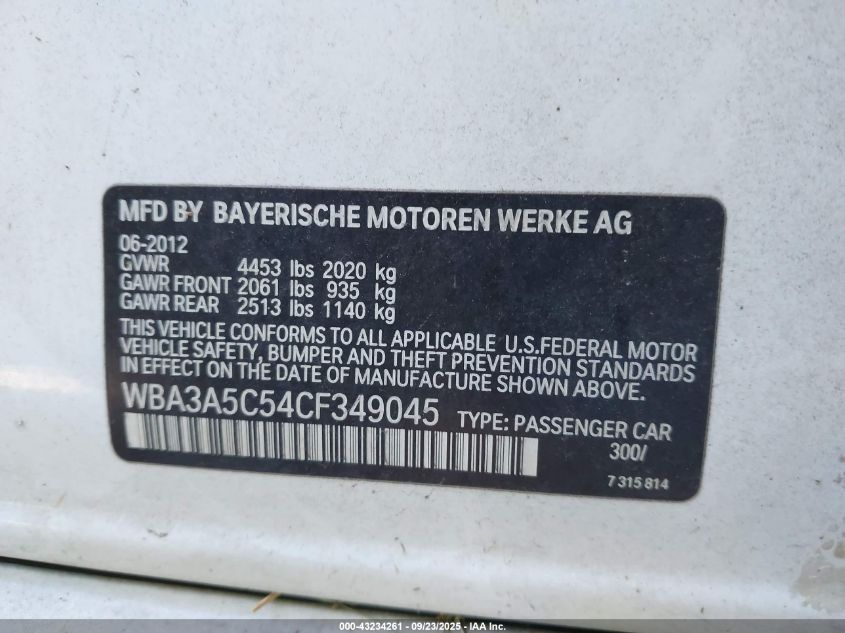 MFD BY BAYERISCHE MOTOREN WERKE AG
06-2012
GVWR 4453 lbs 2020 kg
GAWR FRONT 2061 lbs 935 kg
GAWR REAR 2513 lbs 1140 kg
THIS VEHICLE CONFORMS TO ALL APPLICABLE U.S.FEDERAL MOTOR
VEHICLE SAFETY, BUMPER AND THEFT PREVENTION STANDARDS
IN EFFECT ON THE DATE OF MANUFACTURE SHOWN ABOVE.
WBA3A5C54CF349045 TYPE: PASSENGER CAR
300/
7 315 814
000-43234261 - 09/23/2025 - IAA Inc.